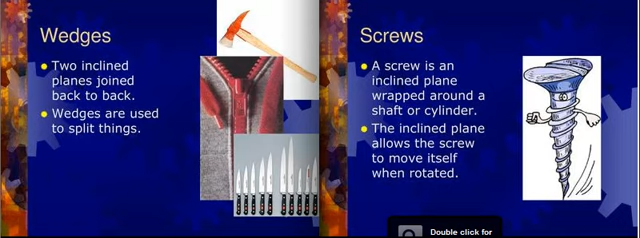 Wedges
Two inclined
planes joined
back to back.
Wedges are used
to split things.
Screws
A screw is an
inclined plane
wrapped around a
shaft or cylinder.
The inclined plane
allows the screw
to move itself
when rotated.
Double click for